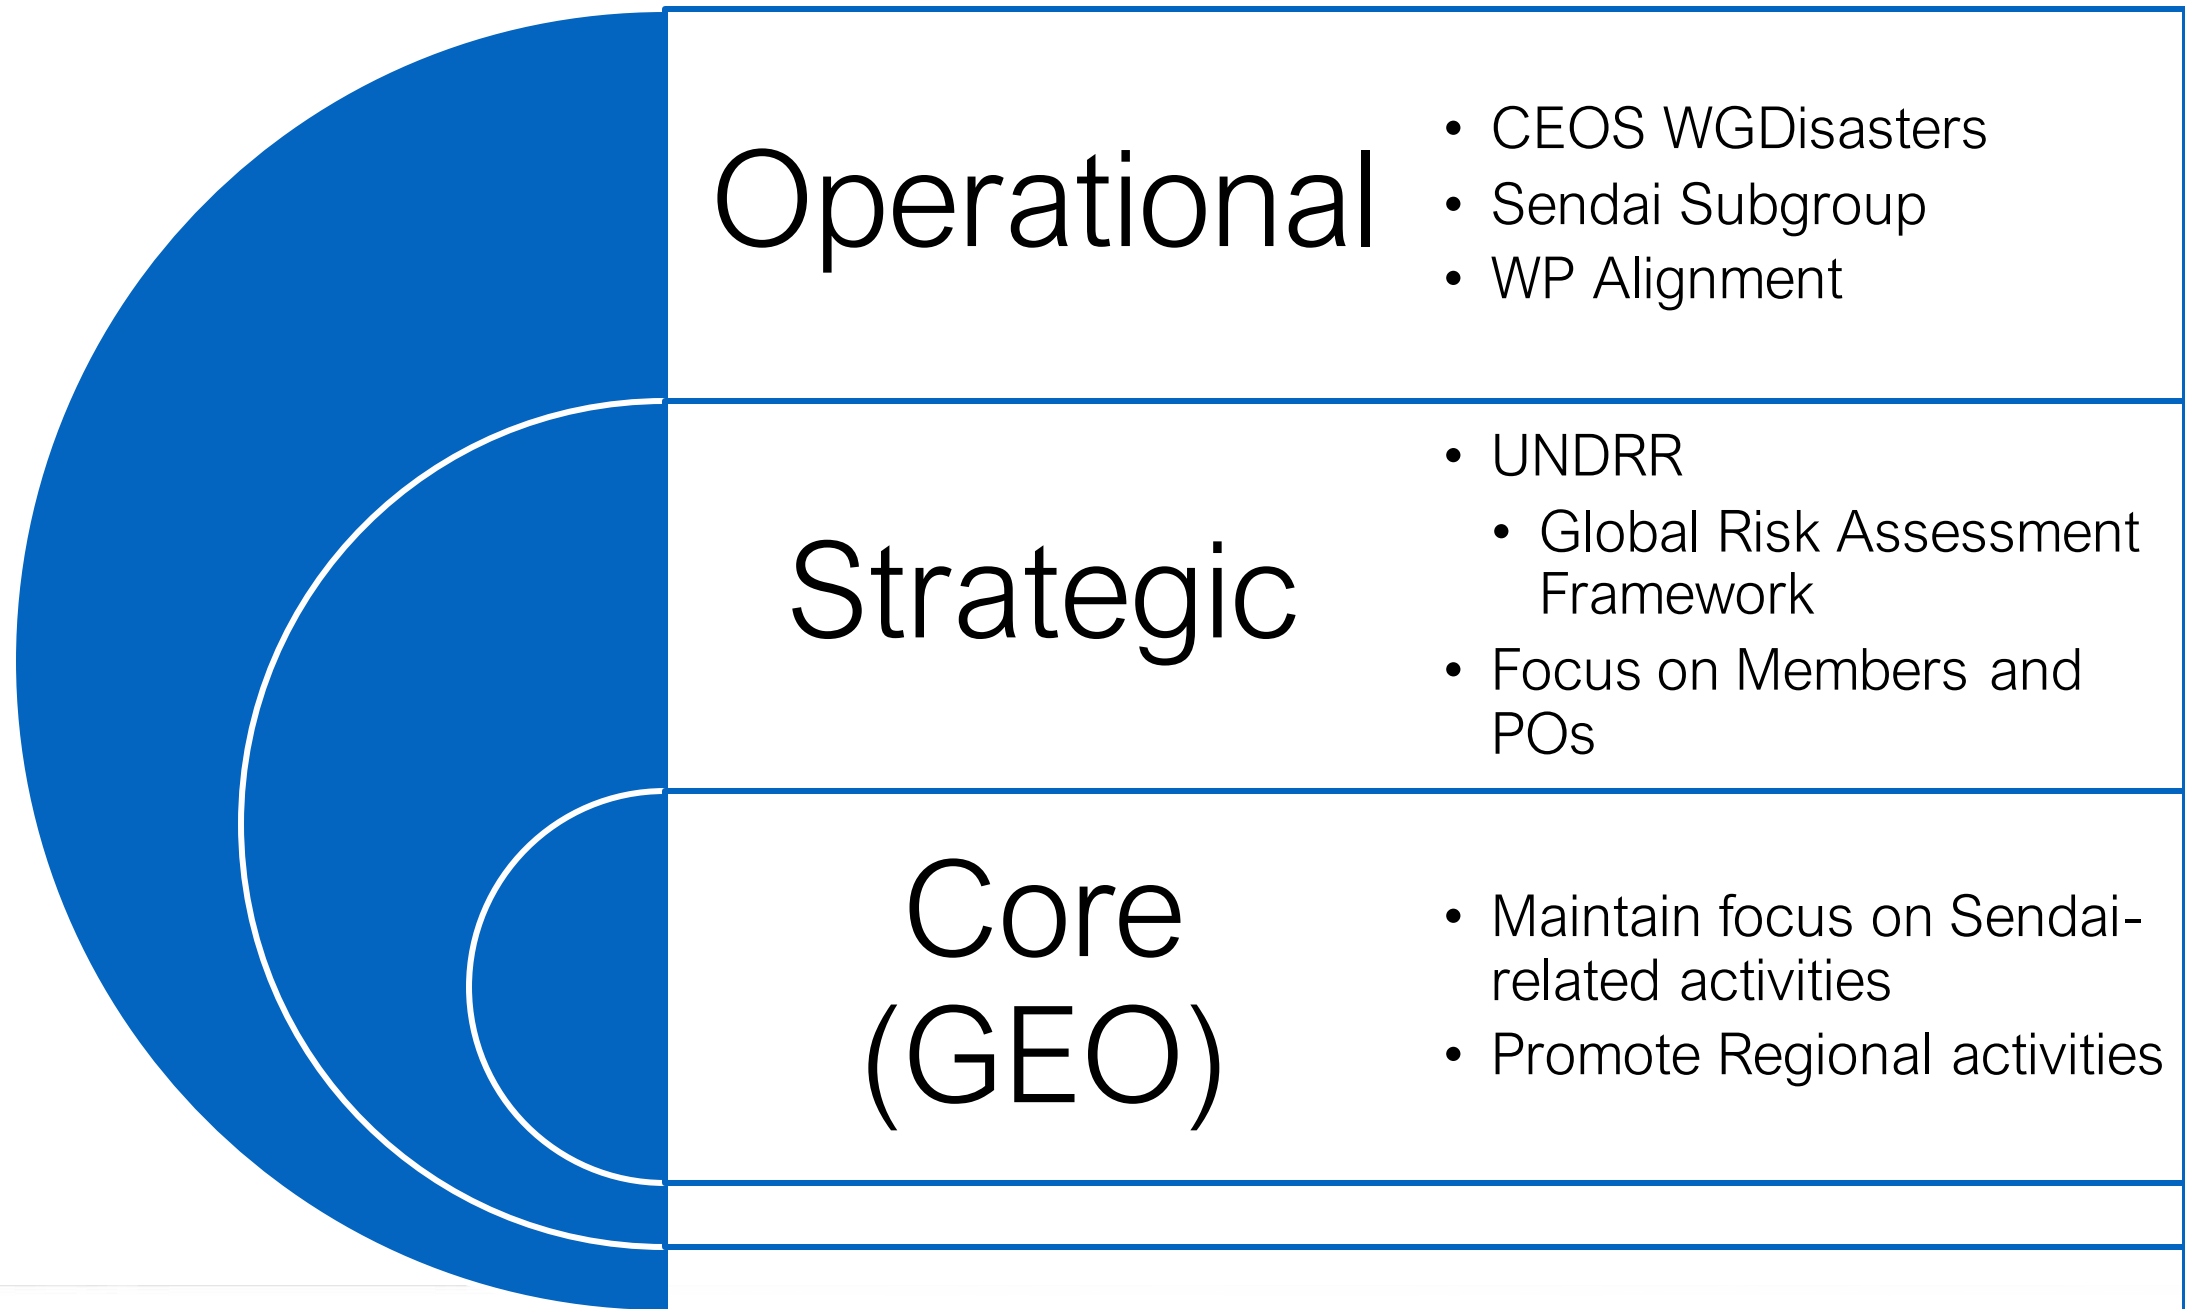 Operational
• CEOS WGDisasters
• Sendai Subgroup
• WP Alignment
Strategic
• UNDRR
• Global Risk Assessment
Framework
• Focus on Members and
POs
Core
(GEO)
• Maintain focus on Sendai-
related activities
• Promote Regional activities